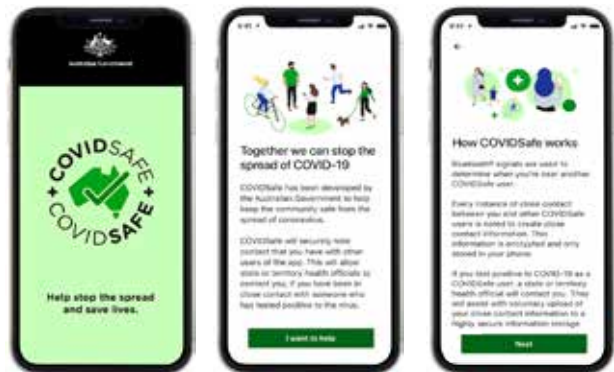 Australian Government
COVIDSAFE
COVIDSAFE
Help stop the spread
and save lives.
Together we can stop the
spread of COVID-19
COVIDSafe has been developed by
the Australian Government to help
keep the community safe from the
spread of coronavirus.
COVIDSafe will securely note
contact that you have with other
users of the app. This will allow
state or territory health officials to
contact you, if you have been in
close contact with someone who
has tested positive to the virus.
I want to help
How COVIDSafe works
Bluetooth® signals are used to
determine when you're near another
COVIDSafe user.
Every instance of close contact
between you and other COVIDSafe
users is noted to create close
contact information. This
information is encrypted and only
stored in your phone.
If you test positive to COVID-19 as a
COVIDSafe user, a state or territory
health official will contact you. They
will assist with voluntary upload of
your close contact information to a
highly secure information storage
Next